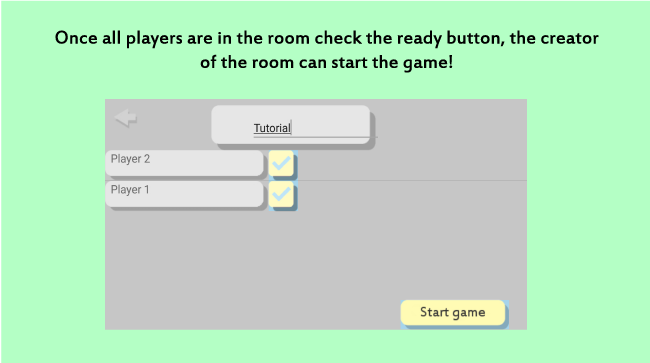 Once all players are in the room check the ready button, the creator
of the room can start the game!
Tutorial
Player 2
Player 1
Start game